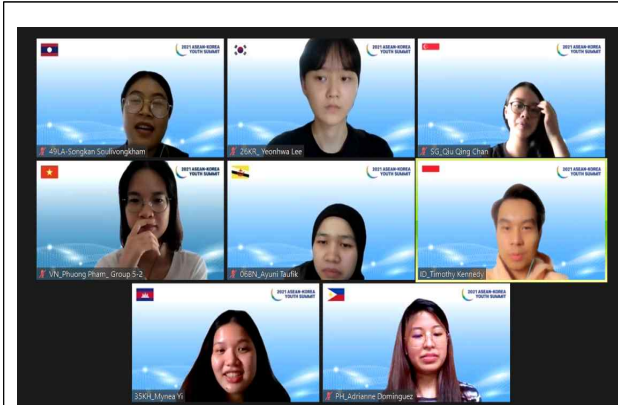 2021 ASEAN-KOREA
YOUTH SUMMIT
49LA-Songkan Soulivongkham
2021 ASEAN-KOREA
YOUTH SUMMIT
26KR_ Yeonhwa Lee
2021 ASEAN-KOREA
YOUTH SUMMIT
SG_Qiu Qing Chan
2021 ASEAN-KOREA
YOUTH SUMMIT
VN_Phuong Pham_ Group 5-2
2021 ASEAN-KOREA
YOUTH SUMMIT
06BN_Ayuni Taufik
2021 ASEAN-KOREA
YOUTH SUMMIT
ID_Timothy Kennedy
2021 ASEAN-KOREA
YOUTH SUMMIT
35KH_Mynea Yi
2021 ASEAN-KOREA
YOUTH SUMMIT
PH_Adrianne Dominguez